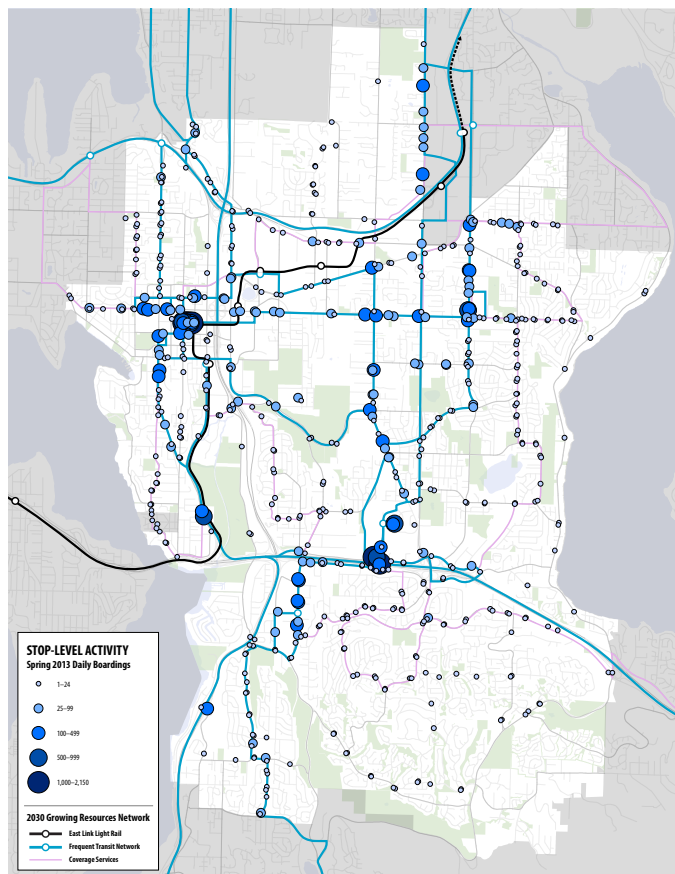 STOP-LEVEL ACTIVITY
Spring 2013 Daily Boardings
1–24
25–99
100–499
500–999
1,000–2,150
2030 Growing Resources Network
East Link Light Rail
Frequent Transit Network
Coverage Services